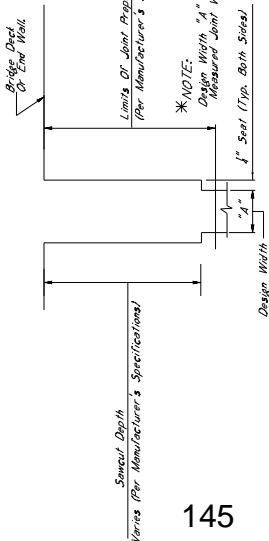 Bridge Deck
Or End Wall.
Limits Of Joint Prep
(Per Manufacturer's
*NOTE:
Design Width "A"
Measured Joint
Seat (Typ. Both Sides)
"A"
Design Width
Sawcut Depth
Varies (Per Manufacturer's Specifications)
145